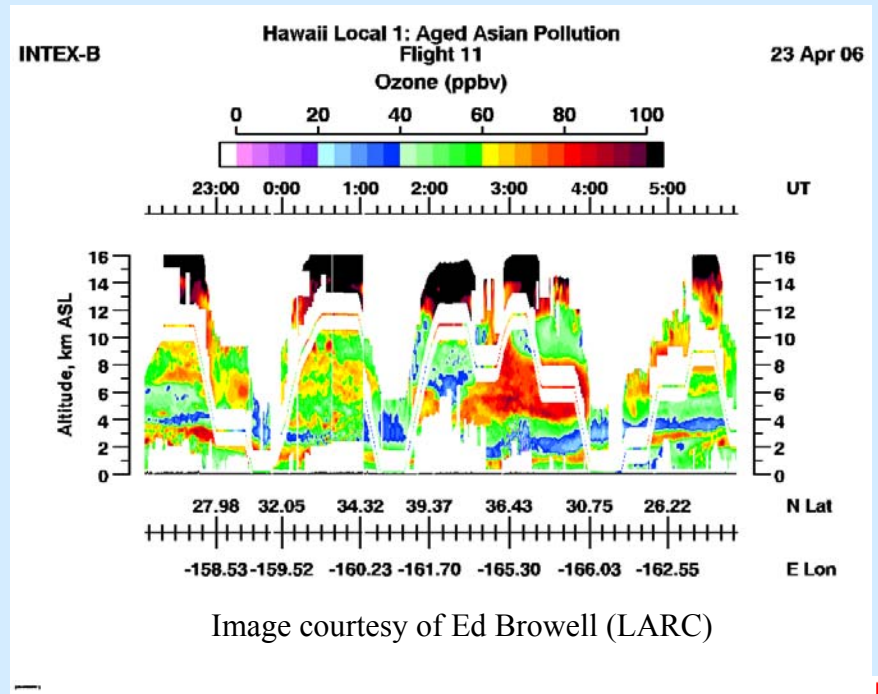 Hawaii Local 1: Aged Asian Pollution
INTEX-B Flight 11 23 Apr 06
Ozone (ppbv)
0 20 40 60 80 100
23:00 0:00 1:00 2:00 3:00 4:00 5:00 UT
16 16
14 14
12 12
10 10
8 8
6 6
4 4
2 2
0 0
Altitude, km ASL
27.98 32.05 34.32 39.37 36.43 30.75 26.22 N Lat
-158.53 -159.52 -160.23 -161.70 -165.30 -166.03 -162.55 E Lon
Image courtesy of Ed Browell (LARC)